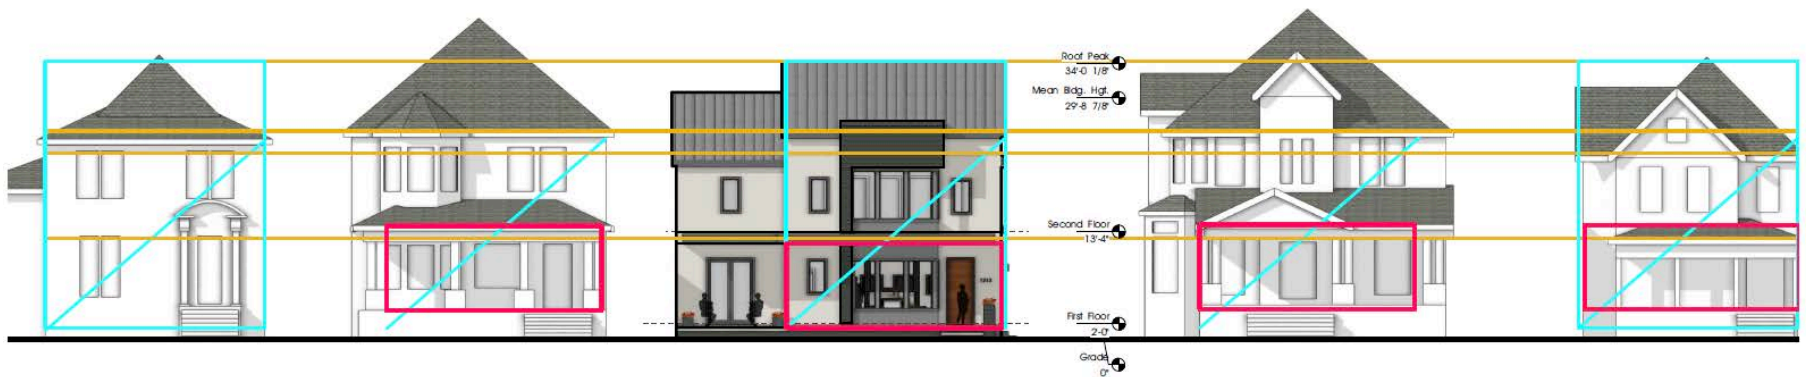 Roof Peak
34'-0 1/8"
Mean Bldg. Hgt.
29'-8 7/8"
Second Floor
13'-4"
First Floor
2'-0"
Grade
0"